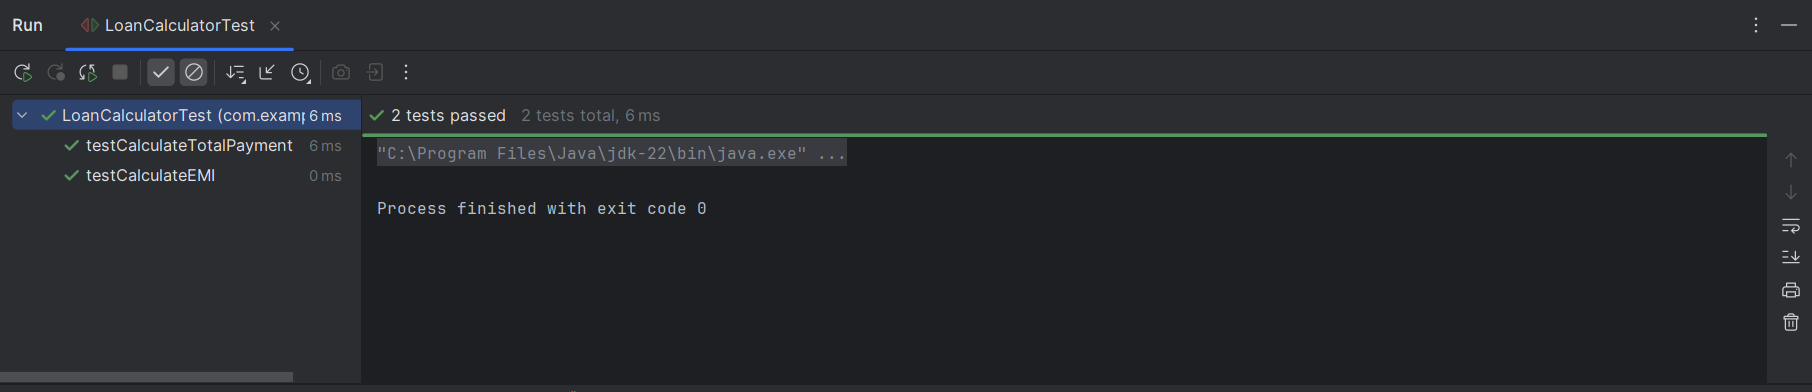 Run LoanCalculatorTest
LoanCalculatorTest (com.examp 6 ms
testCalculateTotalPayment 6 ms
testCalculateEMI 0 ms
2 tests passed 2 tests total, 6 ms
"C:\Program Files\Java\jdk-22\bin\java.exe" ...
Process finished with exit code 0